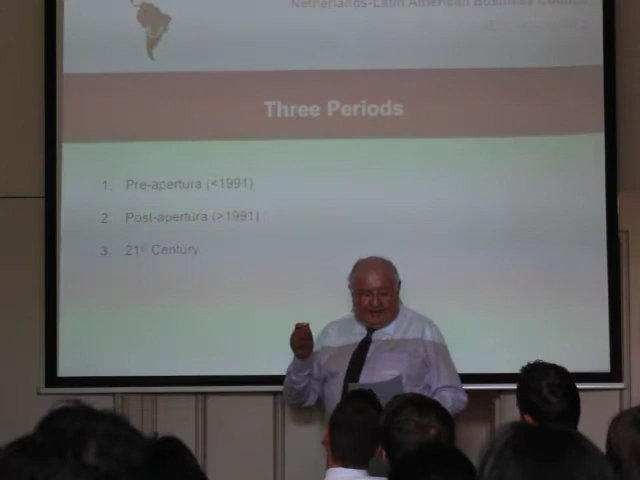 Netherlands-Latin American Business Council
Three Periods
1. Pre-apertura (<1991)
2. Post-apertura (>1991)
3. 21st Century